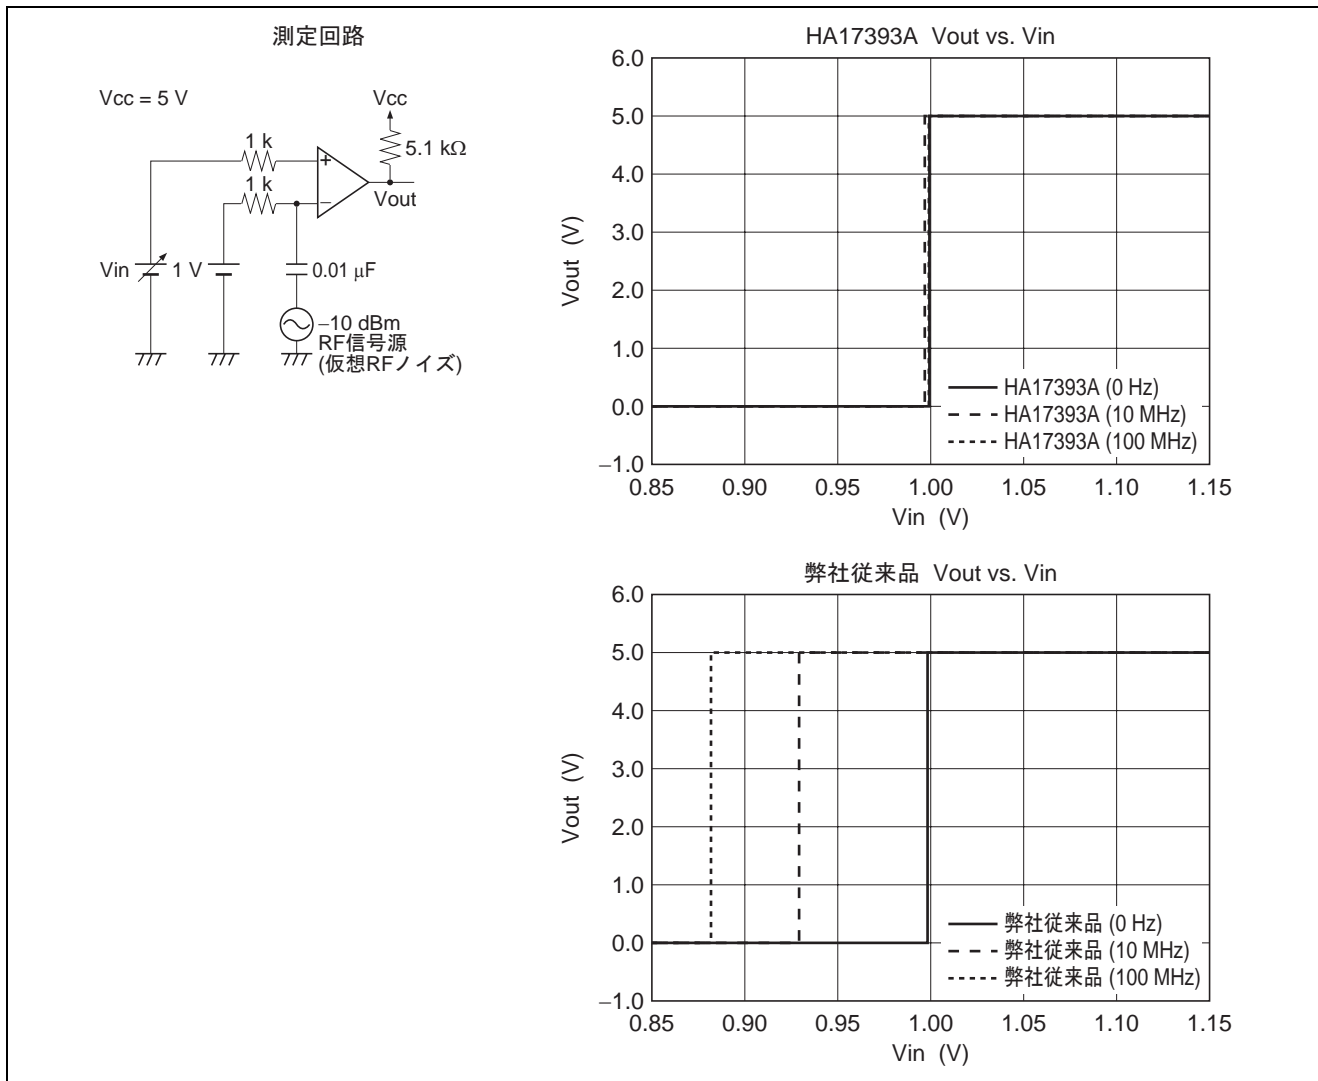 測定回路
Vcc = 5 V
Vcc
1 k
5.1 kΩ
+
1 k
−
Vout
Vin
1 V
0.01 μF
−10 dBm
RF信号源
(仮想RFノイズ)
HA17393A Vout vs. Vin
6.0
5.0
4.0
3.0
2.0
1.0
0.0
−1.0
Vout (V)
HA17393A (0 Hz)
HA17393A (10 MHz)
HA17393A (100 MHz)
0.85 0.90 0.95 1.00 1.05 1.10 1.15
Vin (V)
弊社従来品 Vout vs. Vin
6.0
5.0
4.0
3.0
2.0
1.0
0.0
−1.0
Vout (V)
弊社従来品 (0 Hz)
弊社従来品 (10 MHz)
弊社従来品 (100 MHz)
0.85 0.90 0.95 1.00 1.05 1.10 1.15
Vin (V)